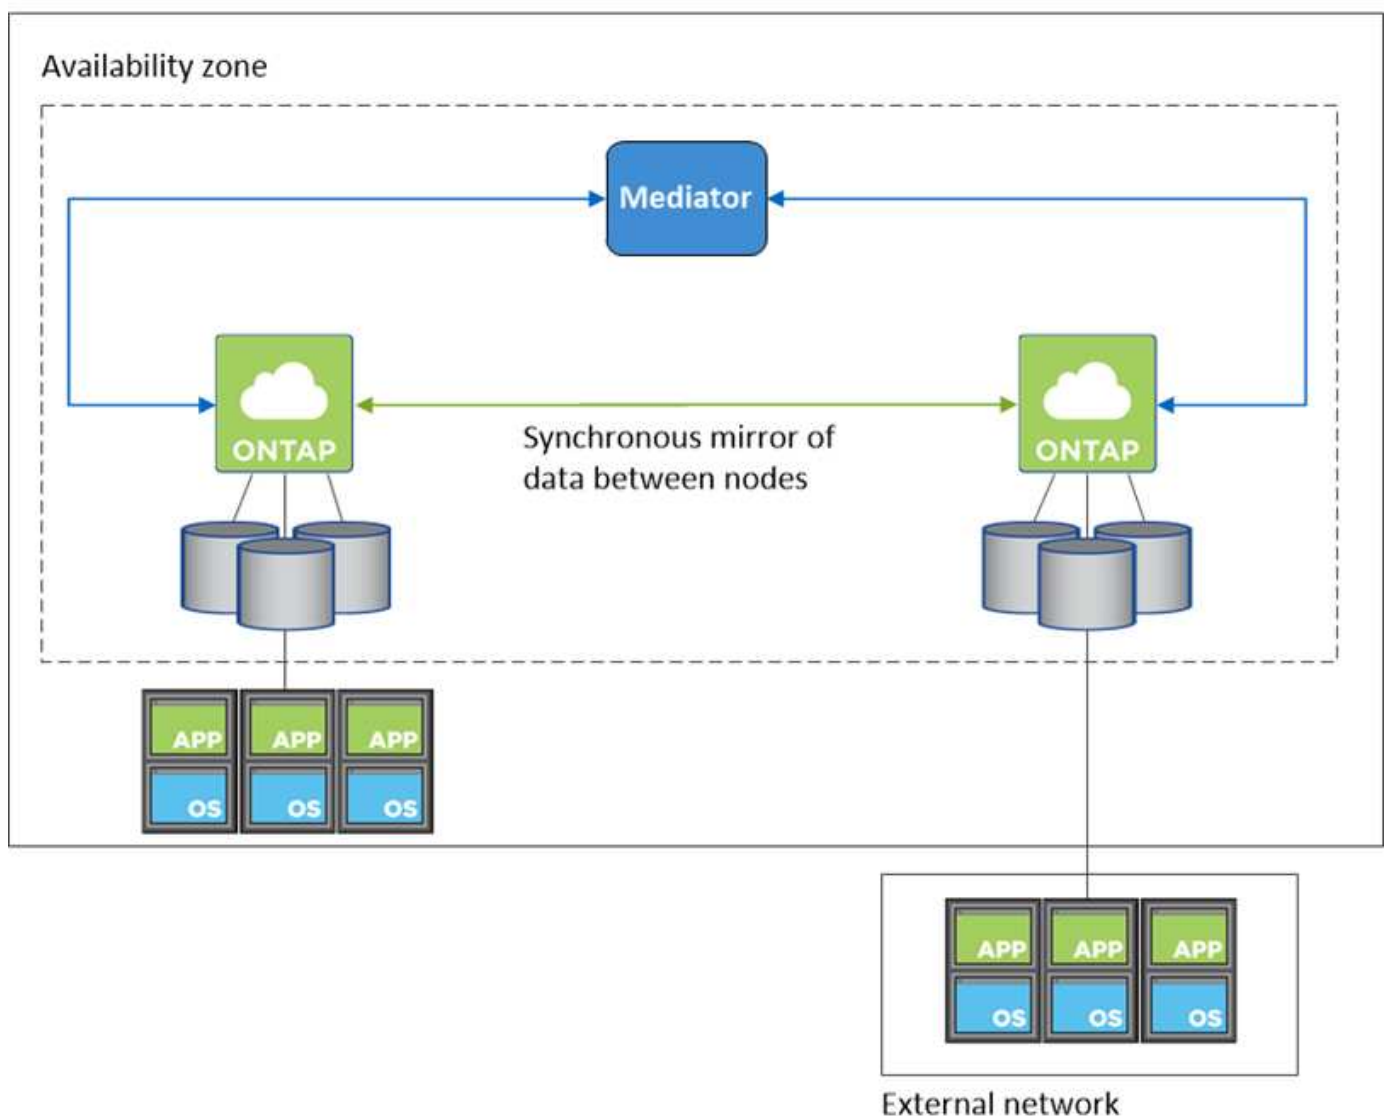 Availability zone
Mediator
ONTAP
ONTAP
Synchronous mirror of
data between nodes
APP
APP
APP
OS
OS
OS
APP
APP
APP
OS
OS
OS
External network